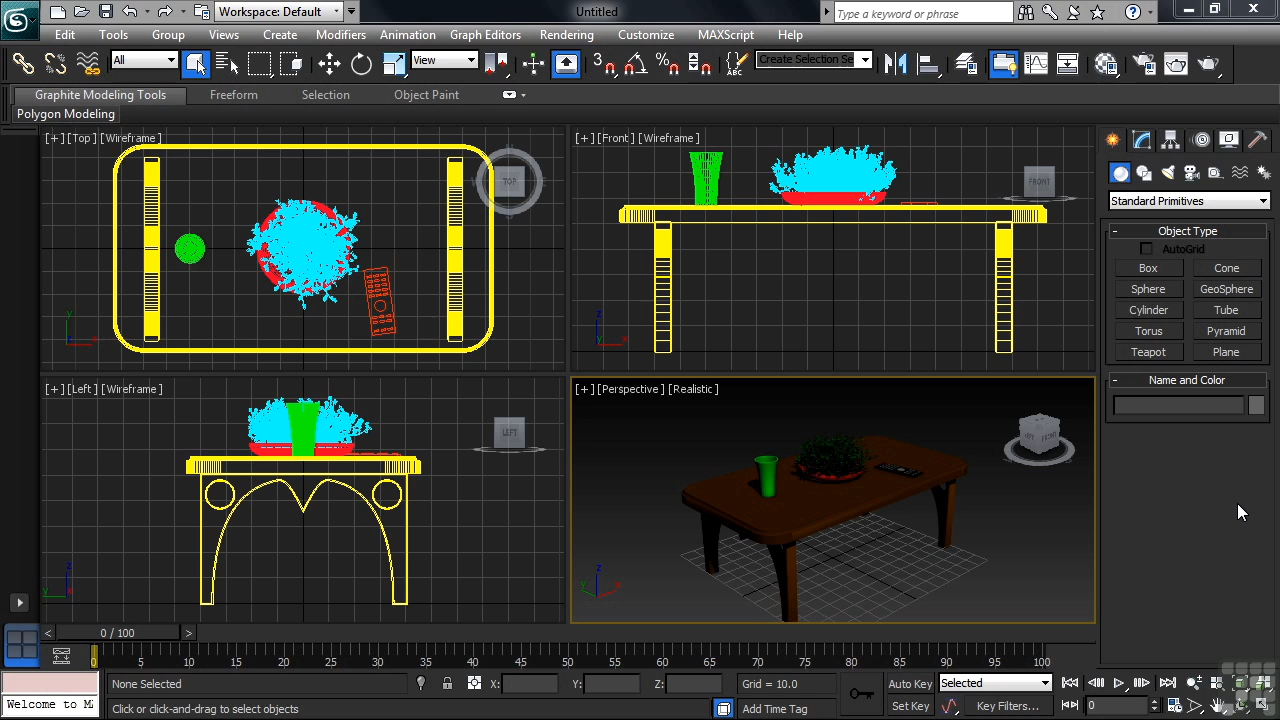 Workspace: Default
Untitled
Type a keyword or phrase
Edit Tools Group Views Create Modifiers Animation Graph Editors Rendering Customize MAXScript Help
All
View
3
Create Selection Se
Graphite Modeling Tools Freeform Selection Object Paint
Polygon Modeling
[+] [Top] [Wireframe]
TOP
[+] [Front] [Wireframe]
FRONT
Standard Primitives
- Object Type
AutoGrid
Box Cone
Sphere GeoSphere
Cylinder Tube
Torus Pyramid
Teapot Plane
- Name and Color
[+] [Left] [Wireframe]
LEFT
[+] [Perspective] [Realistic]
FRONT
< 0 / 100 >
0 5 10 15 20 25 30 35 40 45 50 55 60 65 70 75 80 85 90 95 100
None Selected X: Y: Z: Grid = 10.0 Auto Key Selected
Welcome to M Click or click-and-drag to select objects Add Time Tag Set Key Key Filters... 0